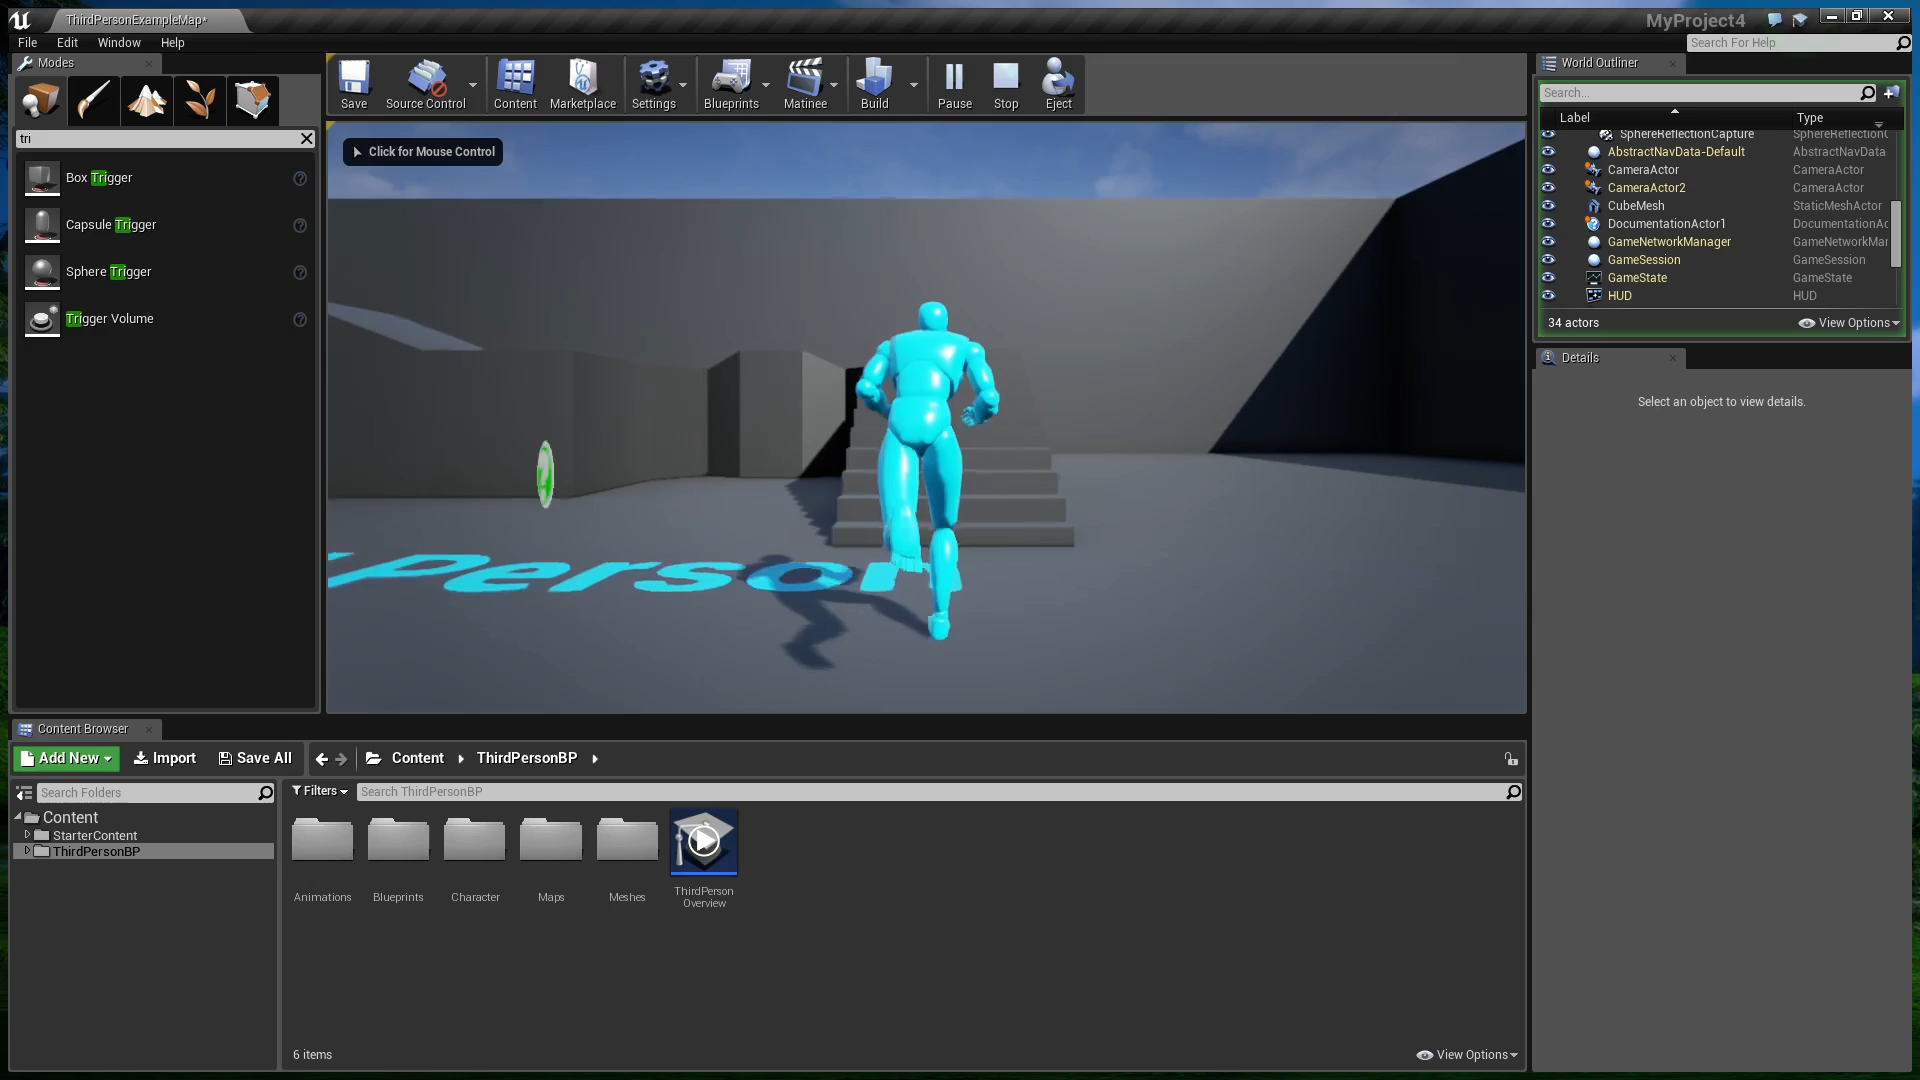 ThirdPersonExampleMap*
MyProject4
File Edit Window Help
Search For Help
Modes
tri
Box Trigger
Capsule Trigger
Sphere Trigger
Trigger Volume
Save
Source Control
Content
Marketplace
Settings
Blueprints
Matinee
Build
Pause
Stop
Eject
Click for Mouse Control
Person
World Outliner
Search...
Label Type
SphereReflectionCapture SphereReflectionC
AbstractNavData-Default AbstractNavData
CameraActor CameraActor
CameraActor2 CameraActor
CubeMesh StaticMeshActor
DocumentationActor1 DocumentationAc
GameNetworkManager GameNetworkMar
GameSession GameSession
GameState GameState
HUD HUD
34 actors View Options
Details
Select an object to view details.
Content Browser
Add New Import Save All Content ThirdPersonBP
Search Folders
Content
StarterContent
ThirdPersonBP
Filters Search ThirdPersonBP
Animations
Blueprints
Character
Maps
Meshes
ThirdPerson
Overview
6 items View Options